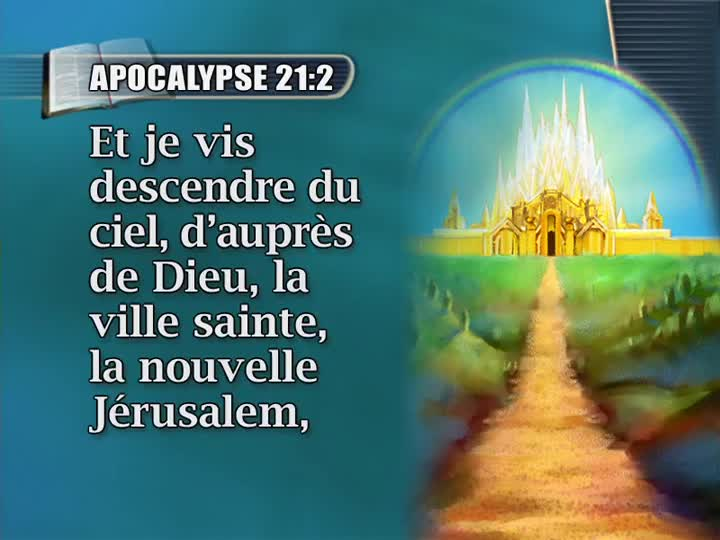 APOCALYPSE 21:2
Et je vis
descendre du
ciel, d’auprès
de Dieu, la
ville sainte,
la nouvelle
Jérusalem,